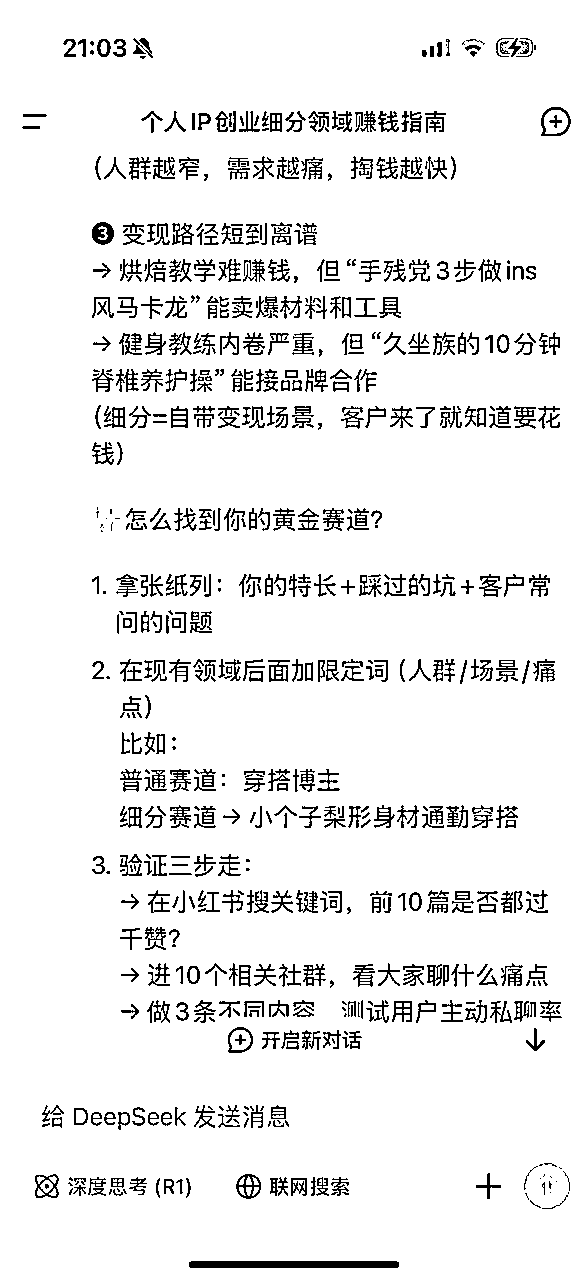 21:03
个人IP创业细分领域赚钱指南
（人群越窄，需求越痛，掏钱越快）
❸ 变现路径短到离谱
→ 烘焙教学难赚钱，但“手残党3步做ins
风马卡龙”能卖爆材料和工具
→ 健身教练内卷严重，但“久坐族的10分钟
脊椎养护操”能接品牌合作
（细分=自带变现场景，客户来了就知道要花
钱）
怎么找到你的黄金赛道？
1. 拿张纸列：你的特长+踩过的坑+客户常
问的问题
2. 在现有领域后面加限定词（人群/场景/痛
点）
比如：
普通赛道：穿搭博主
细分赛道→ 小个子梨形身材通勤穿搭
3. 验证三步走：
→ 在小红书搜关键词，前10篇是否都过
千赞？
→ 进10个相关社群，看大家聊什么痛点
→ 做3条不同内容，测试用户主动私聊率
开启新对话
给 DeepSeek 发送消息
深度思考 (R1)
联网搜索